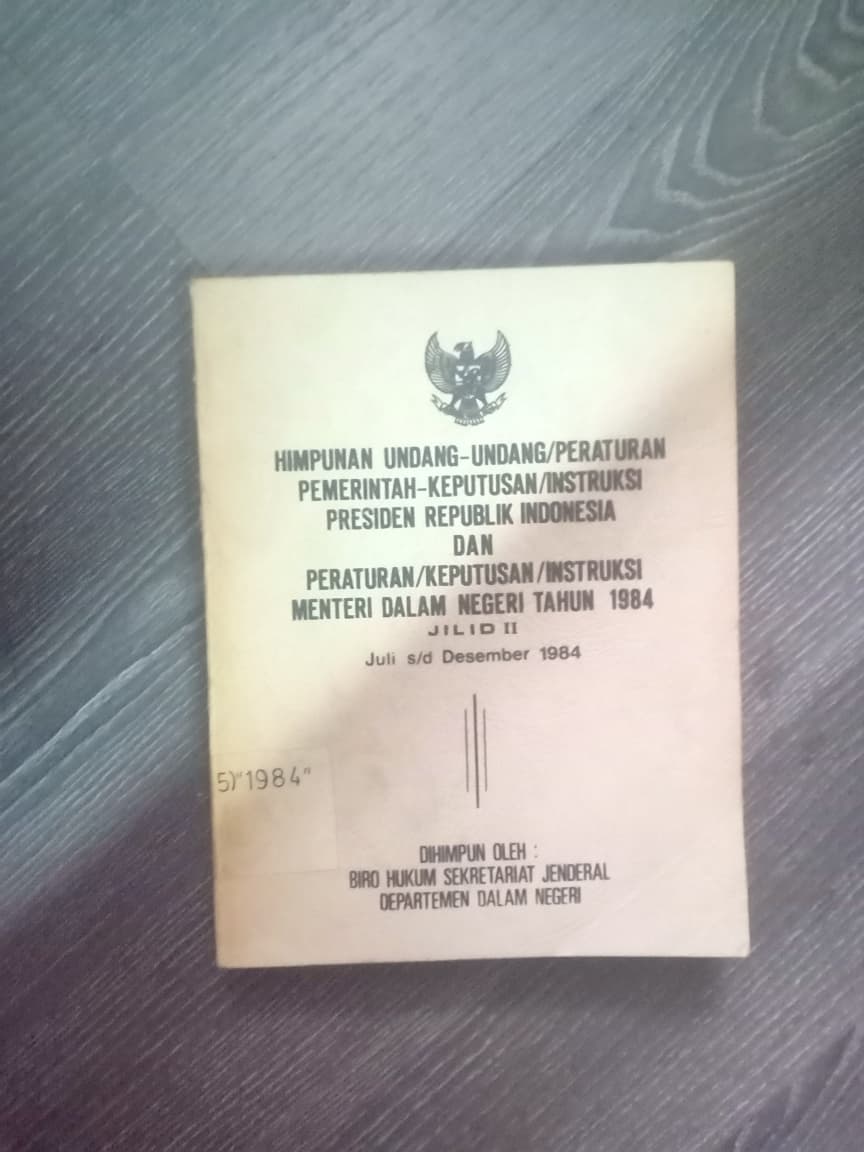 HIMPUNAN UNDANG-UNDANG/PERATURAN
PEMERINTAH-KEPUTUSAN/INSTRUKSI
PRESIDEN REPUBLIK INDONESIA
DAN
PERATURAN/KEPUTUSAN/INSTRUKSI
MENTERI DALAM NEGERI TAHUN 1984
JILID II
Juli s/d Desember 1984
5)"1984"
DIHIMPUN OLEH :
BIRO HUKUM SEKRETARIAT JENDERAL
DEPARTEMEN DALAM NEGERI